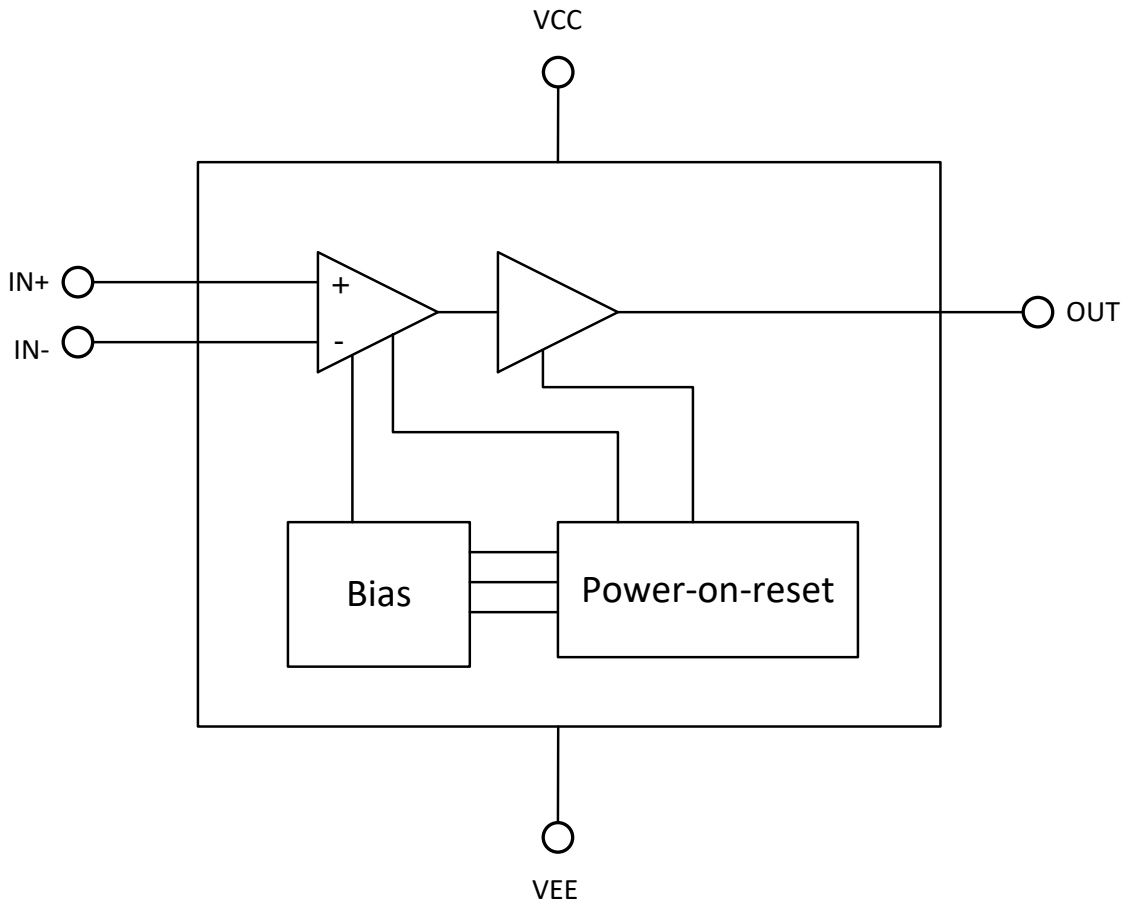 VCC
IN+
+
IN-
-
OUT
Bias
Power-on-reset
VEE